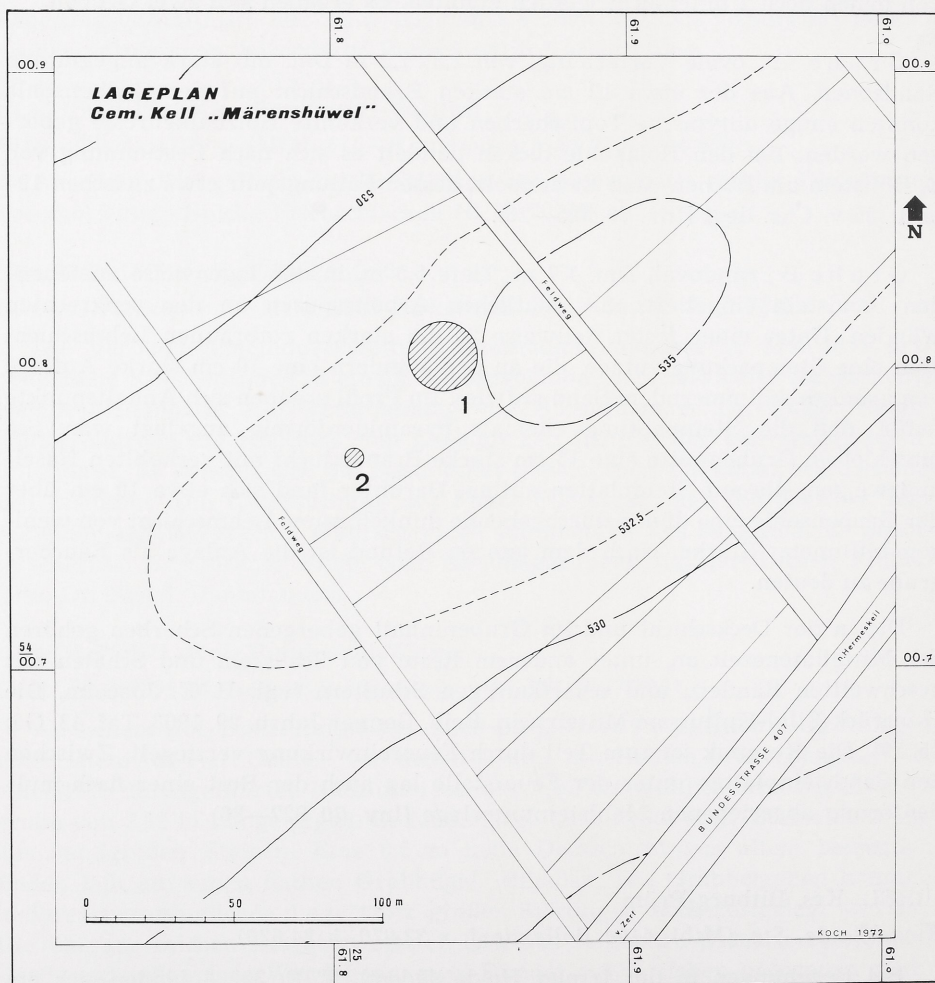 61.8
61.9
61.0
00.9
00.9
LAGEPLAN
Cem. Kell „Märenshüwel"
530
N
Feldweg
535
00.8
00.8
1
2
Feldweg
532.5
530
54
00.7
00.7
n. Hermeskeil
BUNDESSTRASSE 407
0
50
100 m
v. Zerf
KOCH 1972
25
61.8
61.9
61.0